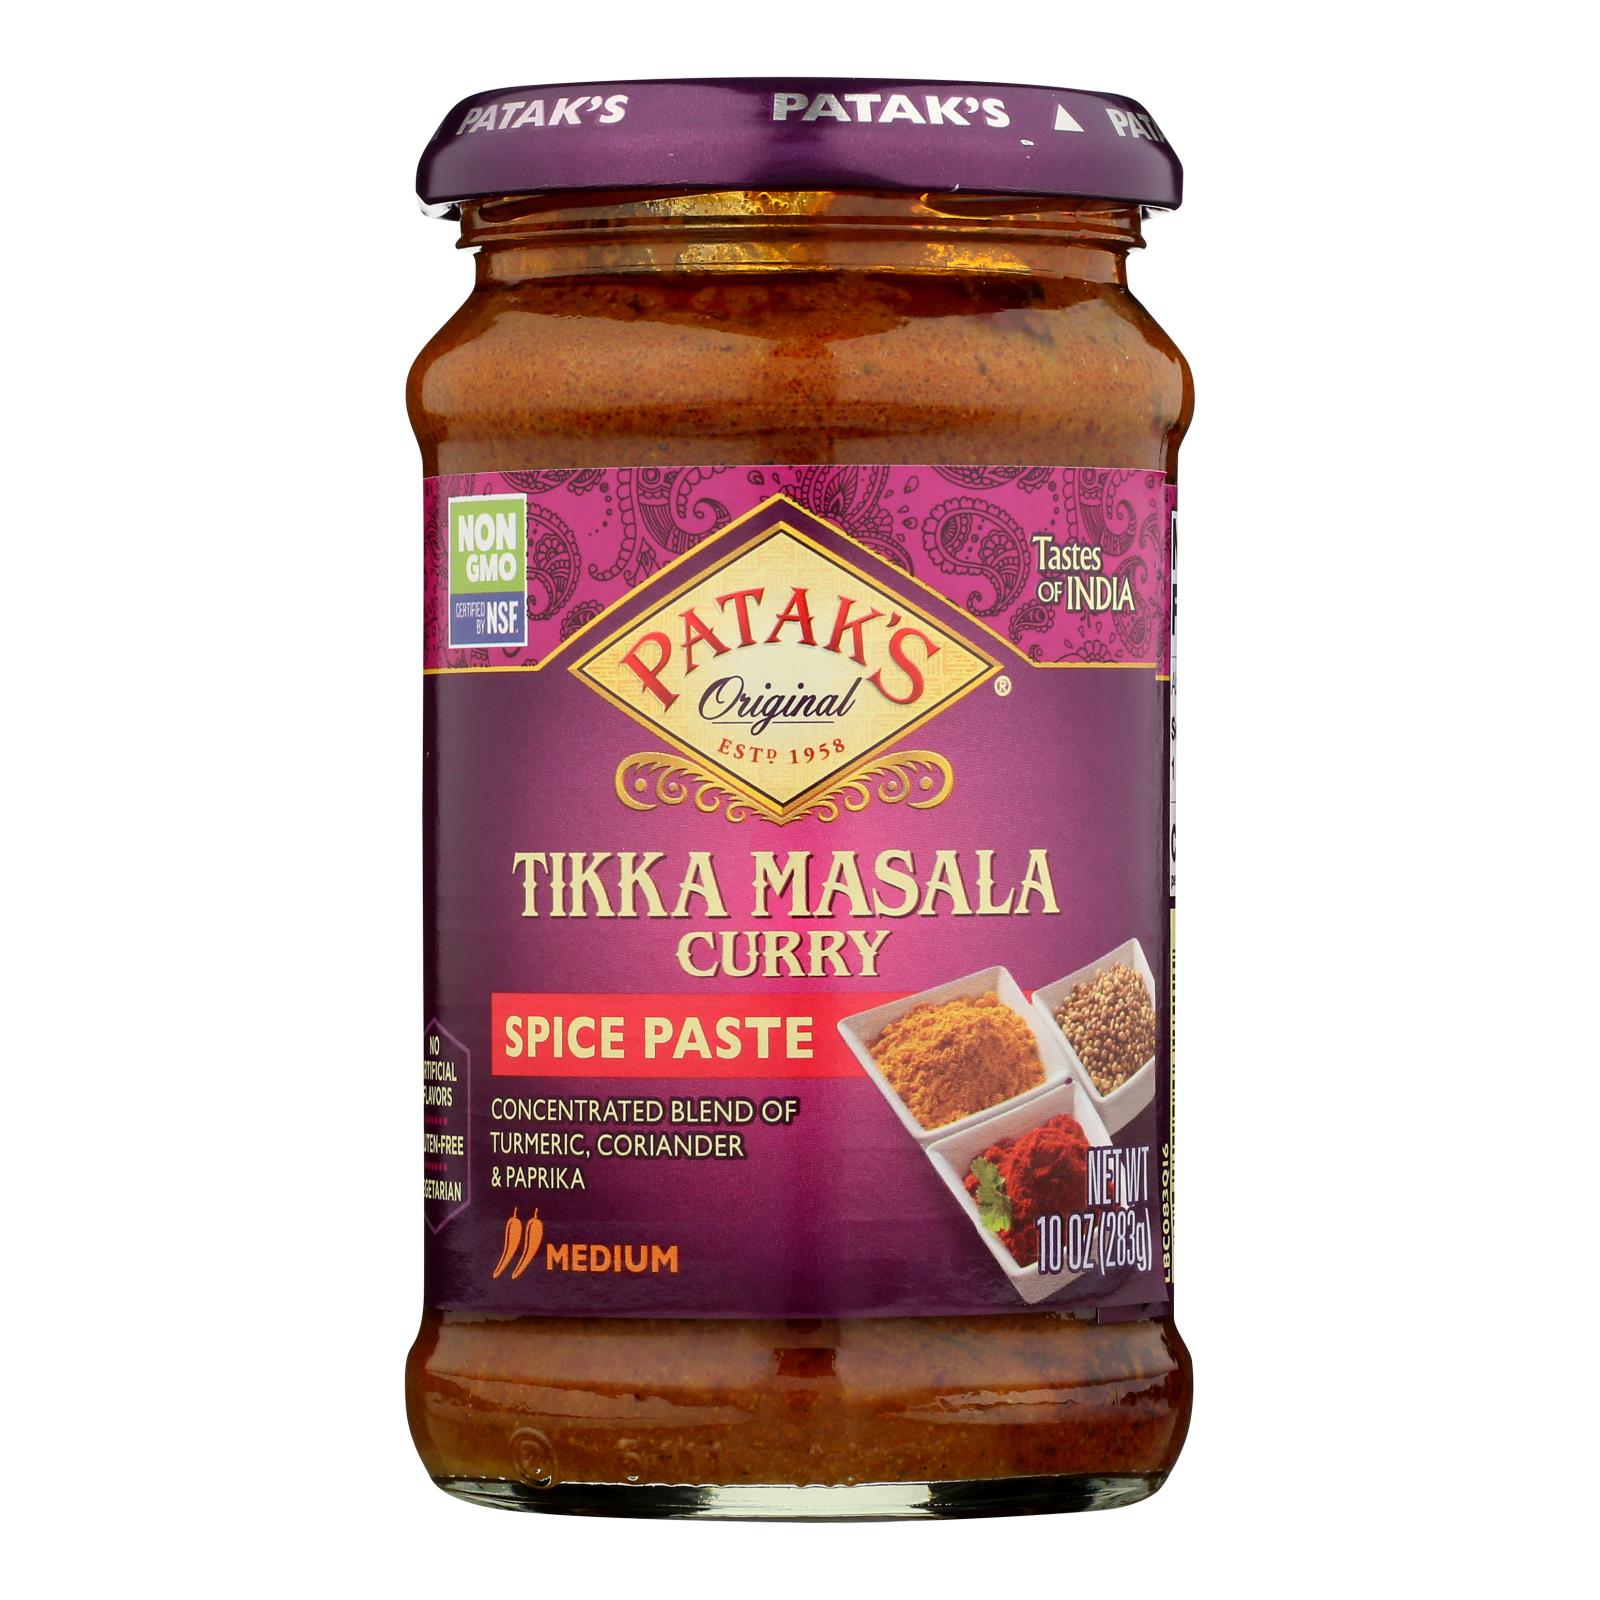 PATAK'S PATAK'S
NON
GMO
CERTIFIED
BY NSF
Tastes
OF INDIA
PATAK'S
Original
ESTD 1958
®
TIKKA MASALA
CURRY
SPICE PASTE
CONCENTRATED BLEND OF
TURMERIC, CORIANDER
& PAPRIKA
MEDIUM
NO
NET WT
10 OZ (283g)
LBC083Q16